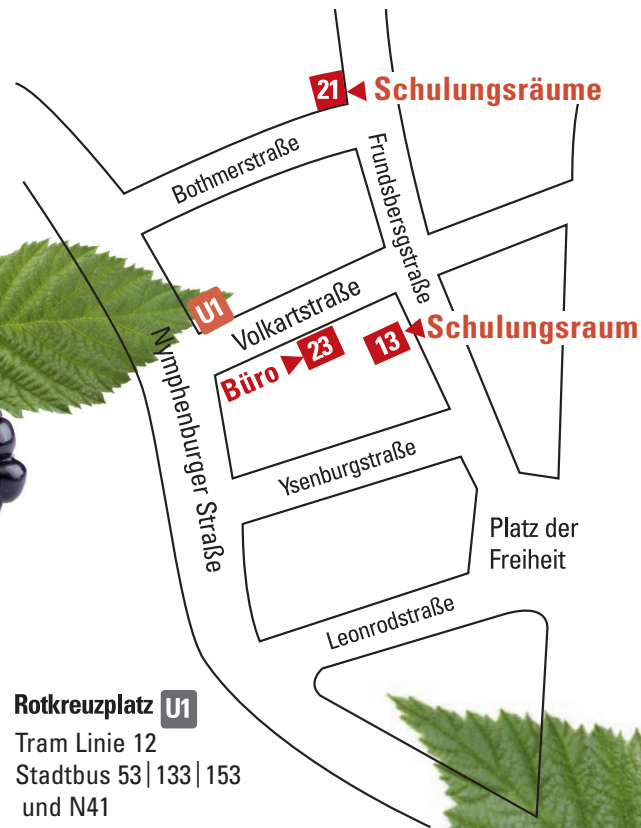 21 Schulungsräume
Bothmerstraße
Frundsbersgstraße
U1
Volkartstraße
Schulungsraum
13
23
Büro
Nymphenburger Straße
Ysenburgstraße
Platz der
Freiheit
Leonrodstraße
Rotkreuzplatz U1
Tram Linie 12
Stadtbus 53|133|153
und N41